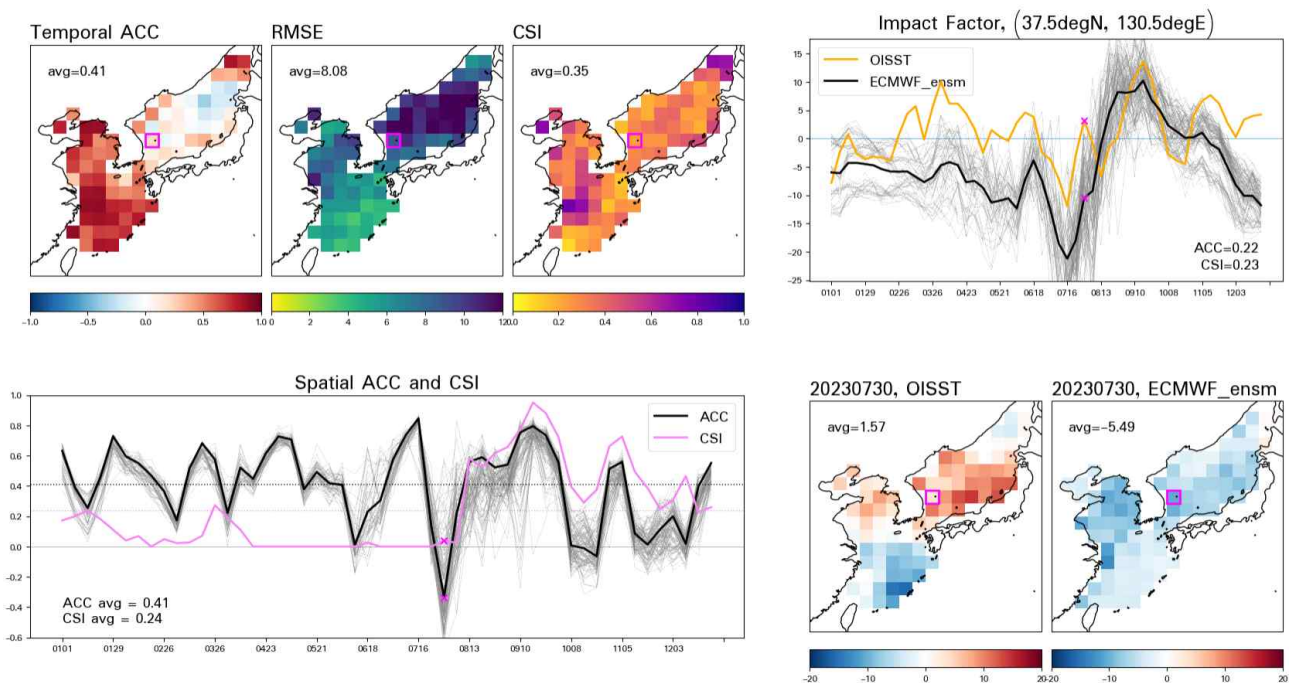 Temporal ACC
RMSE
CSI
avg=0.41
avg=8.08
avg=0.35
-1.0 -0.5 0.0 0.5 1.0
0 2 4 6 8 10 12
0.0 0.2 0.4 0.6 0.8 1.0
Impact Factor, (37.5degN, 130.5degE)
OISST
ECMWF_ensm
15
10
5
0
-5
-10
-15
-20
-25
ACC=0.22
CSI=0.23
0101 0129 0226 0326 0423 0521 0618 0716 0813 0910 1008 1105 1203
Spatial ACC and CSI
ACC
CSI
1.0
0.8
0.6
0.4
0.2
0.0
-0.2
-0.4
-0.6
ACC avg = 0.41
CSI avg = 0.24
0101 0129 0226 0326 0423 0521 0618 0716 0813 0910 1008 1105 1203
20230730, OISST
20230730, ECMWF_ensm
avg=1.57
avg=-5.49
-20 -10 0 10 20
-20 -10 0 10 20